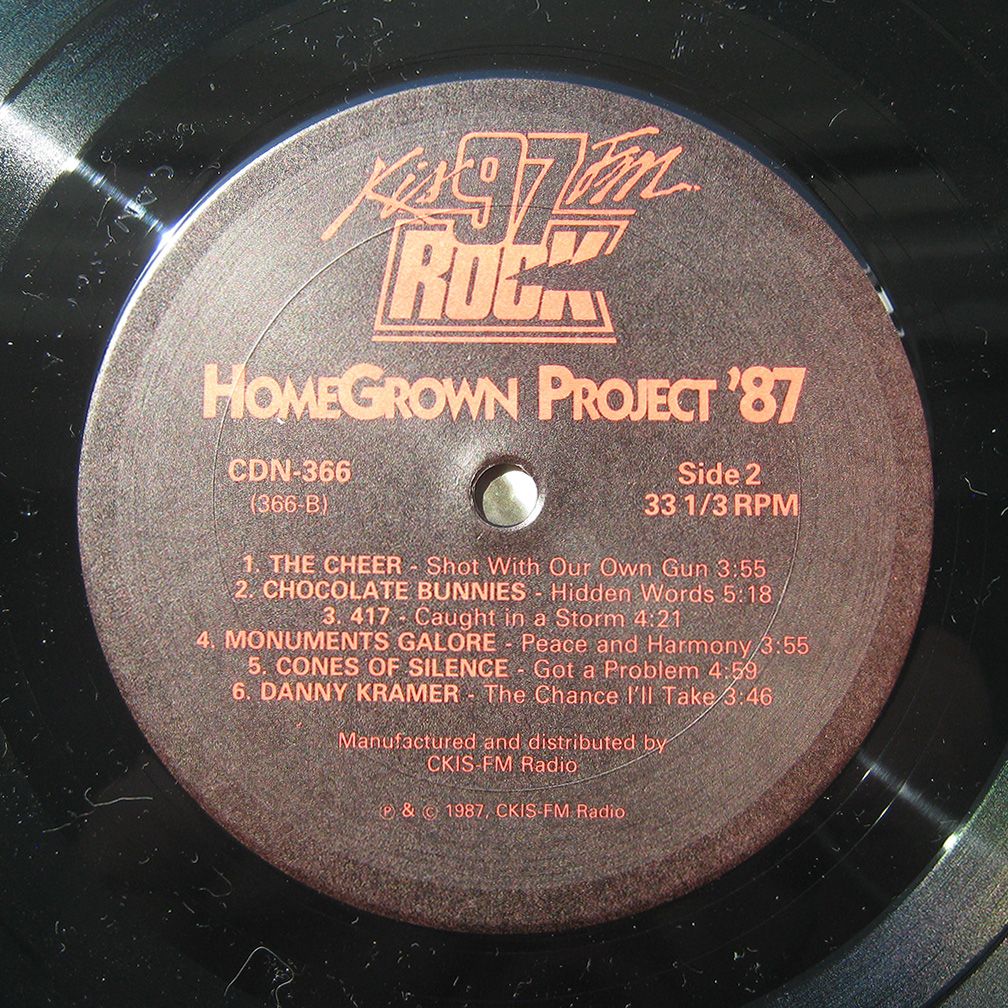 Kiss 97 FM
ROCK
HOMEGROWN PROJECT '87
CDN-366
(366-B)
Side 2
33 1/3 RPM
1. THE CHEER - Shot With Our Own Gun 3:55
2. CHOCOLATE BUNNIES - Hidden Words 5:18
3. 417 - Caught in a Storm 4:21
4. MONUMENTS GALORE - Peace and Harmony 3:55
5. CONES OF SILENCE - Got a Problem 4:59
6. DANNY KRAMER - The Chance I'll Take 3:46
Manufactured and distributed by
CKIS-FM Radio
℗ & © 1987, CKIS-FM Radio